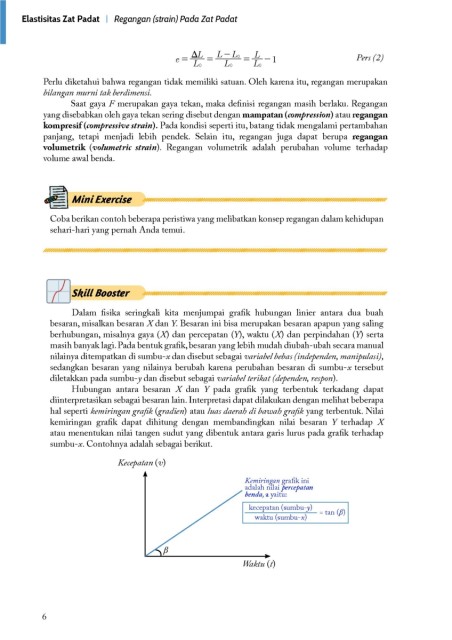 Elastisitas Zat Padat | Regangan (strain) Pada Zat Padat
e = ΔL/L₀ = L − L₀/L₀ = L/L₀ − 1 Pers (2)
Perlu diketahui bahwa regangan tidak memiliki satuan. Oleh karena itu, regangan merupakan
bilangan murni tak berdimensi.
Saat gaya F merupakan gaya tekan, maka definisi regangan masih berlaku. Regangan
yang disebabkan oleh gaya tekan sering disebut dengan mampatan (compression) atau regangan
kompresif (compressive strain). Pada kondisi seperti itu, batang tidak mengalami pertambahan
panjang, tetapi menjadi lebih pendek. Selain itu, regangan juga dapat berupa regangan
volumetrik (volumetric strain). Regangan volumetrik adalah perubahan volume terhadap
volume awal benda.
Mini Exercise
Coba berikan contoh beberapa peristiwa yang melibatkan konsep regangan dalam kehidupan
sehari-hari yang pernah Anda temui.
Skill Booster
Dalam fisika seringkali kita menjumpai grafik hubungan linier antara dua buah
besaran, misalkan besaran X dan Y. Besaran ini bisa merupakan besaran apapun yang saling
berhubungan, misalnya gaya (X) dan percepatan (Y), waktu (X) dan perpindahan (Y) serta
masih banyak lagi. Pada bentuk grafik, besaran yang lebih mudah diubah-ubah secara manual
nilainya ditempatkan di sumbu-x dan disebut sebagai variabel bebas (independen, manipulasi),
sedangkan besaran yang nilainya berubah karena perubahan besaran di sumbu-x tersebut
diletakkan pada sumbu-y dan disebut sebagai variabel terikat (dependen, respon).
Hubungan antara besaran X dan Y pada grafik yang terbentuk terkadang dapat
diinterpretasikan sebagai besaran lain. Interpretasi dapat dilakukan dengan melihat beberapa
hal seperti kemiringan grafik (gradien) atau luas daerah di bawah grafik yang terbentuk. Nilai
kemiringan grafik dapat dihitung dengan membandingkan nilai besaran Y terhadap X
atau menentukan nilai tangen sudut yang dibentuk antara garis lurus pada grafik terhadap
sumbu-x. Contohnya adalah sebagai berikut.
Kecepatan (v)
Kemiringan grafik ini
adalah nilai percepatan
benda, a yaitu:
kecepatan (sumbu-y)
waktu (sumbu-x)
= tan (β)
β
Waktu (t)
6